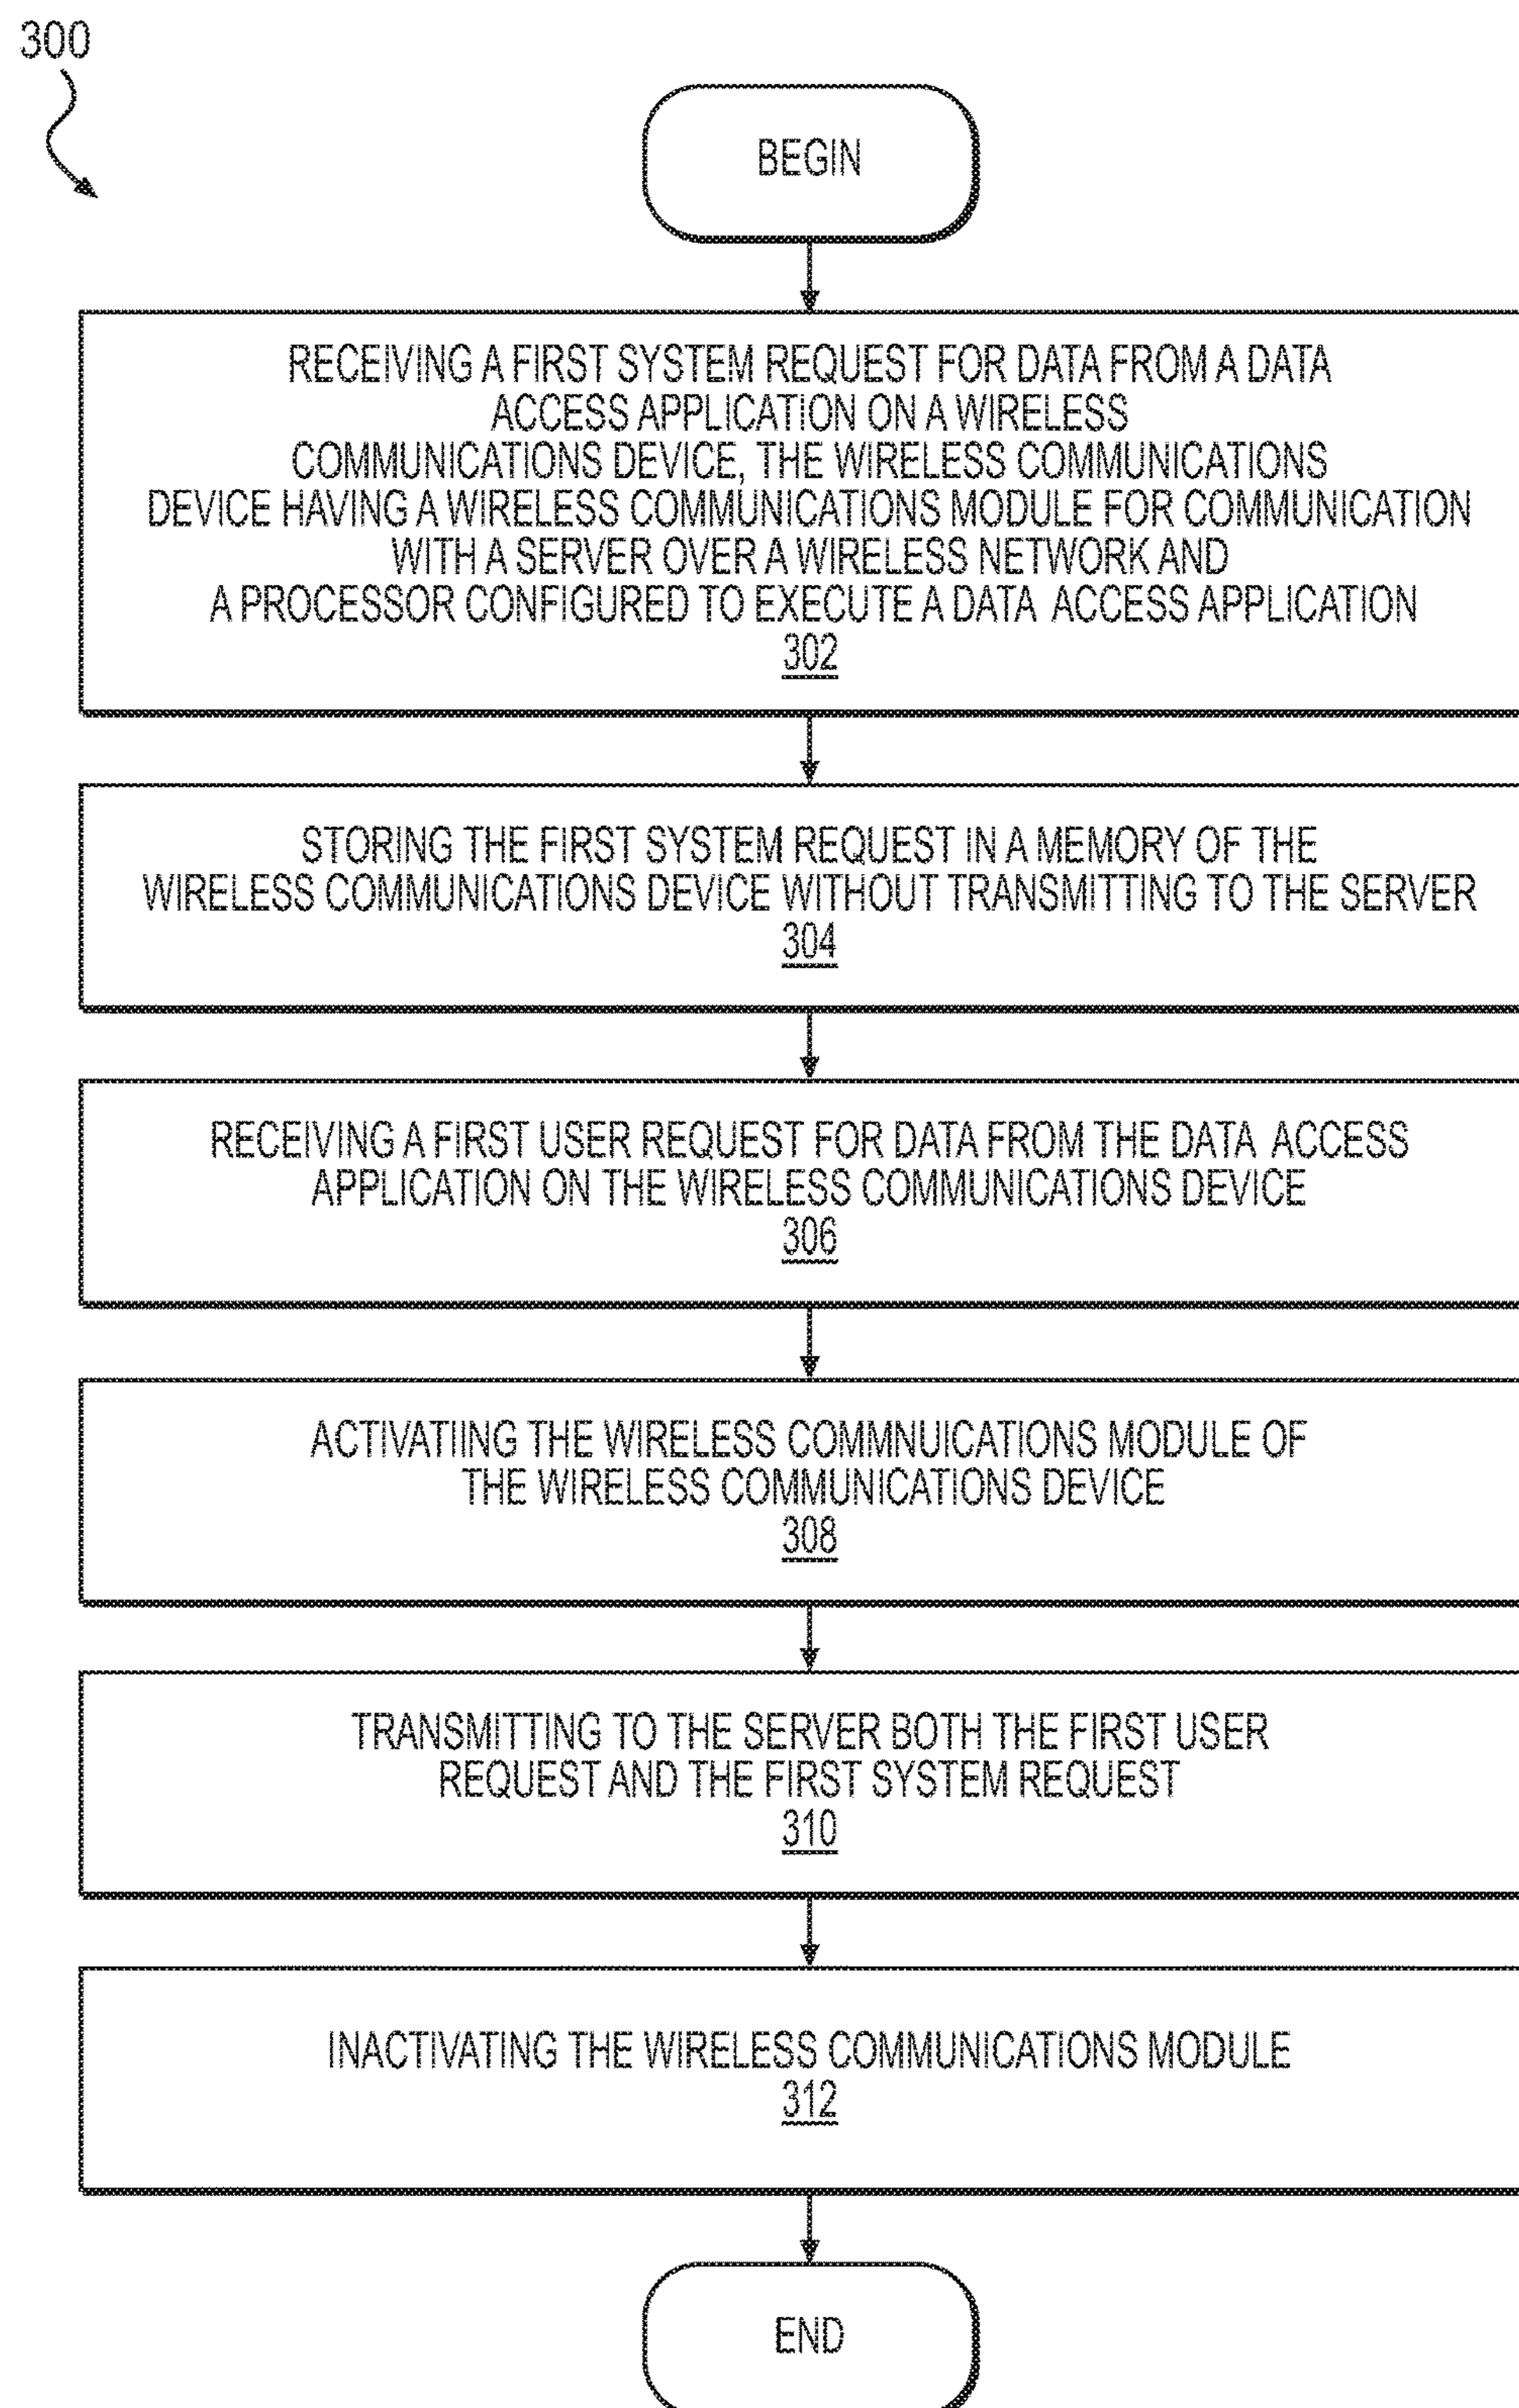 300
BEGIN
RECEIVING A FIRST SYSTEM REQUEST FOR DATA FROM A DATA
ACCESS APPLICATION ON A WIRELESS
COMMUNICATIONS DEVICE, THE WIRELESS COMMUNICATIONS
DEVICE HAVING A WIRELESS COMMUNICATIONS MODULE FOR COMMUNICATION
WITH A SERVER OVER A WIRELESS NETWORK AND
A PROCESSOR CONFIGURED TO EXECUTE A DATA ACCESS APPLICATION
302
STORING THE FIRST SYSTEM REQUEST IN A MEMORY OF THE
WIRELESS COMMUNICATIONS DEVICE WITHOUT TRANSMITTING TO THE SERVER
304
RECEIVING A FIRST USER REQUEST FOR DATA FROM THE DATA ACCESS
APPLICATION ON THE WIRELESS COMMUNICATIONS DEVICE
306
ACTIVATIING THE WIRELESS COMMNUICATIONS MODULE OF
THE WIRELESS COMMUNICATIONS DEVICE
308
TRANSMITTING TO THE SERVER BOTH THE FIRST USER
REQUEST AND THE FIRST SYSTEM REQUEST
310
INACTIVATING THE WIRELESS COMMUNICATIONS MODULE
312
END